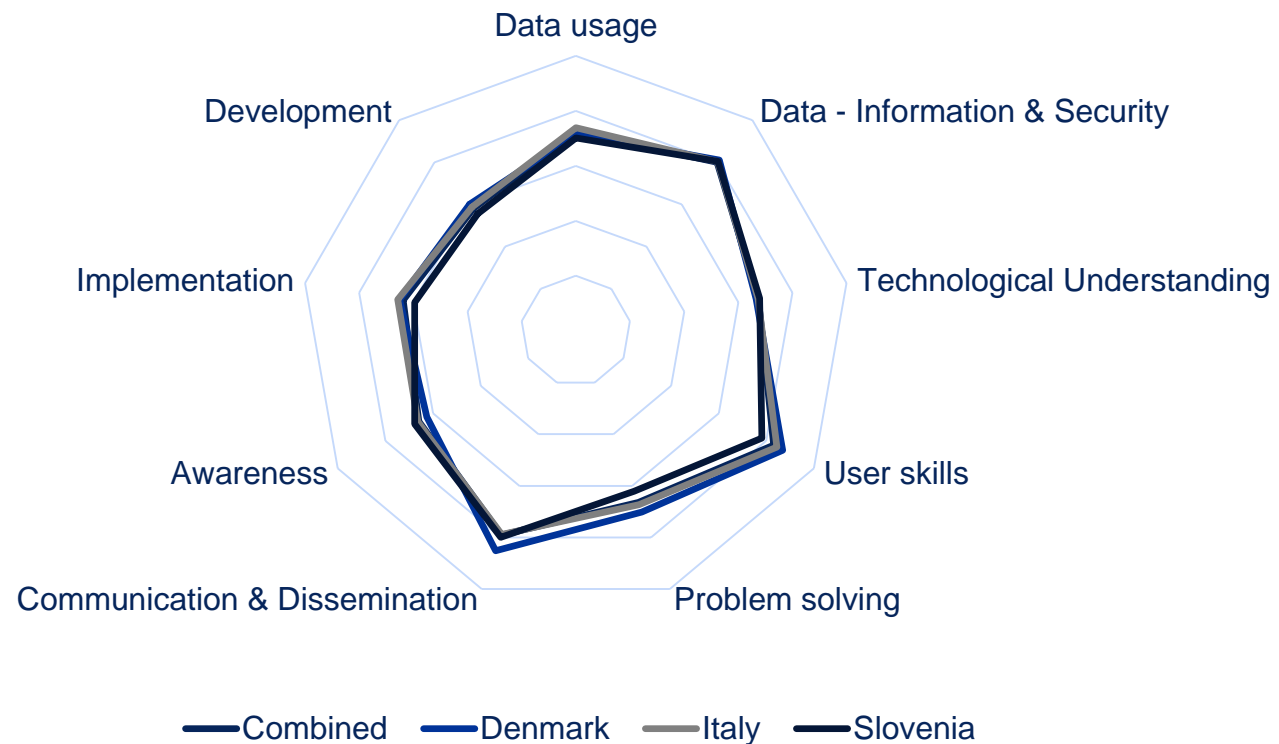 Data usage
Development
Data - Information & Security
Implementation
Technological Understanding
Awareness
User skills
Communication & Dissemination
Problem solving
Combined Denmark Italy Slovenia